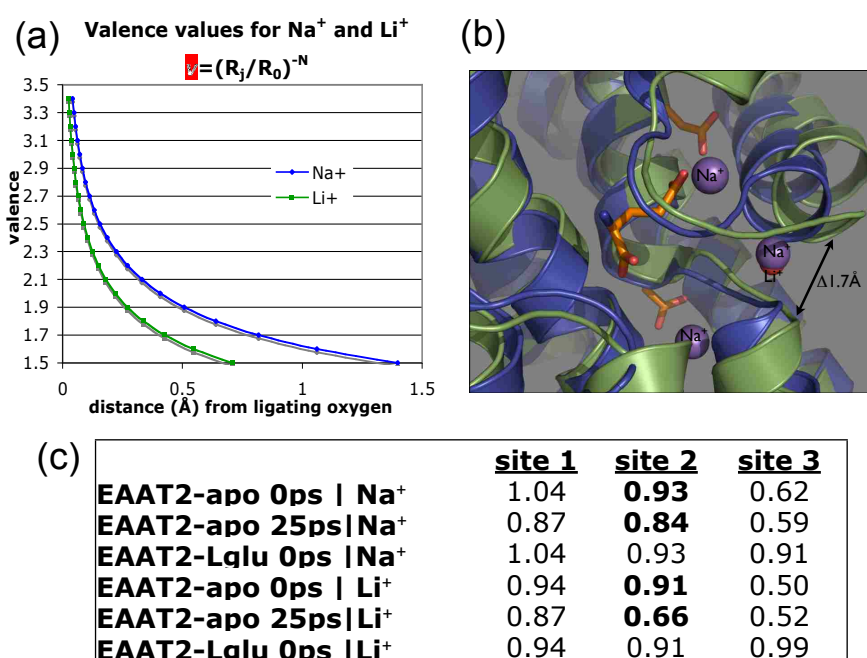 (a) Valence values for Na⁺ and Li⁺
ν=(Rj/R0)-N
3.5
3.3
3.1
2.9
2.7
2.5
2.3
2.1
1.9
1.7
1.5
valence
Na+
Li+
0 0.5 1 1.5
distance (Å) from ligating oxygen
(b)
Na⁺
Na⁺
Li⁺
Δ1.7Å
Na⁺
(c)
site 1 site 2 site 3
EAAT2-apo 0ps | Na⁺ 1.04 0.93 0.62
EAAT2-apo 25ps|Na⁺ 0.87 0.84 0.59
EAAT2-Lglu 0ps |Na⁺ 1.04 0.93 0.91
EAAT2-apo 0ps | Li⁺ 0.94 0.91 0.50
EAAT2-apo 25ps|Li⁺ 0.87 0.66 0.52
EAAT2-Lglu 0ps |Li⁺ 0.94 0.91 0.99